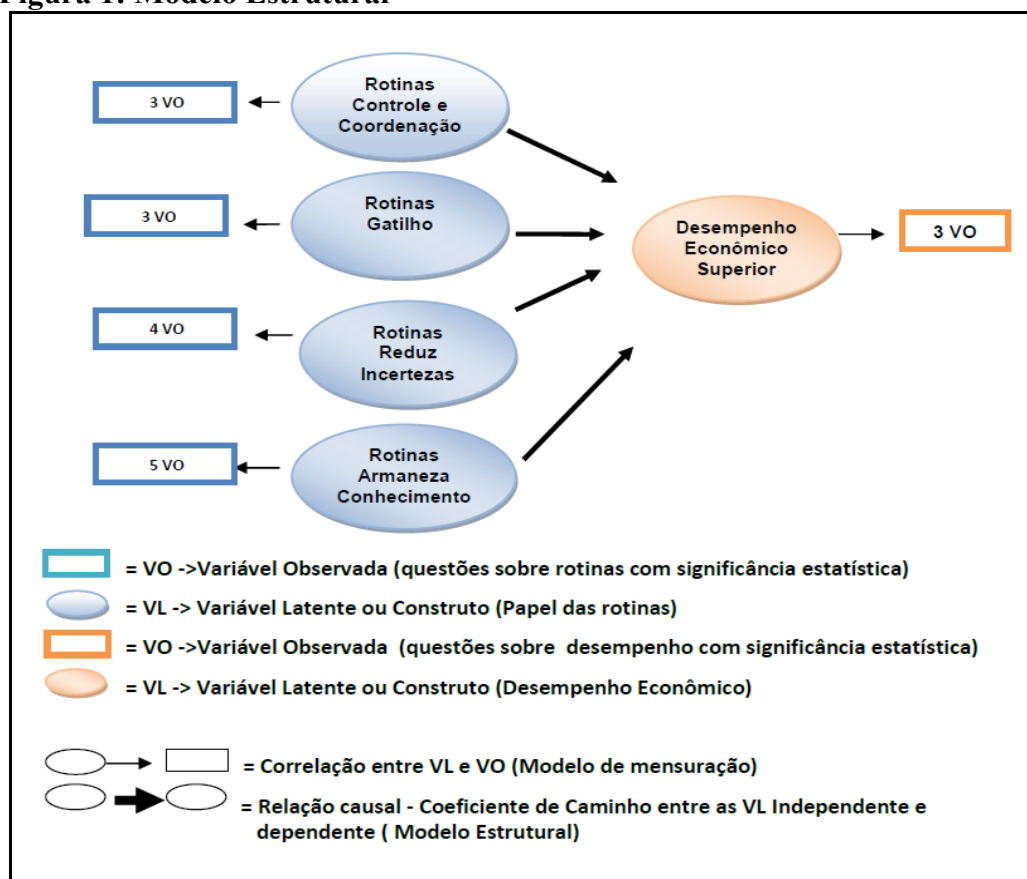 Figura 1: Modelo Estrutural
3 VO
Rotinas
Controle e
Coordenação
3 VO
Rotinas
Gatilho
Desempenho
Econômico
Superior
3 VO
4 VO
Rotinas
Reduz
Incertezas
5 VO
Rotinas
Armaneza
Conhecimento
= VO ->Variável Observada (questões sobre rotinas com significância estatística)
= VL -> Variável Latente ou Construto (Papel das rotinas)
= VO ->Variável Observada (questões sobre desempenho com significância estatística)
= VL -> Variável Latente ou Construto (Desempenho Econômico)
= Correlação entre VL e VO (Modelo de mensuração)
= Relação causal - Coeficiente de Caminho entre as VL Independente e
dependente ( Modelo Estrutural)